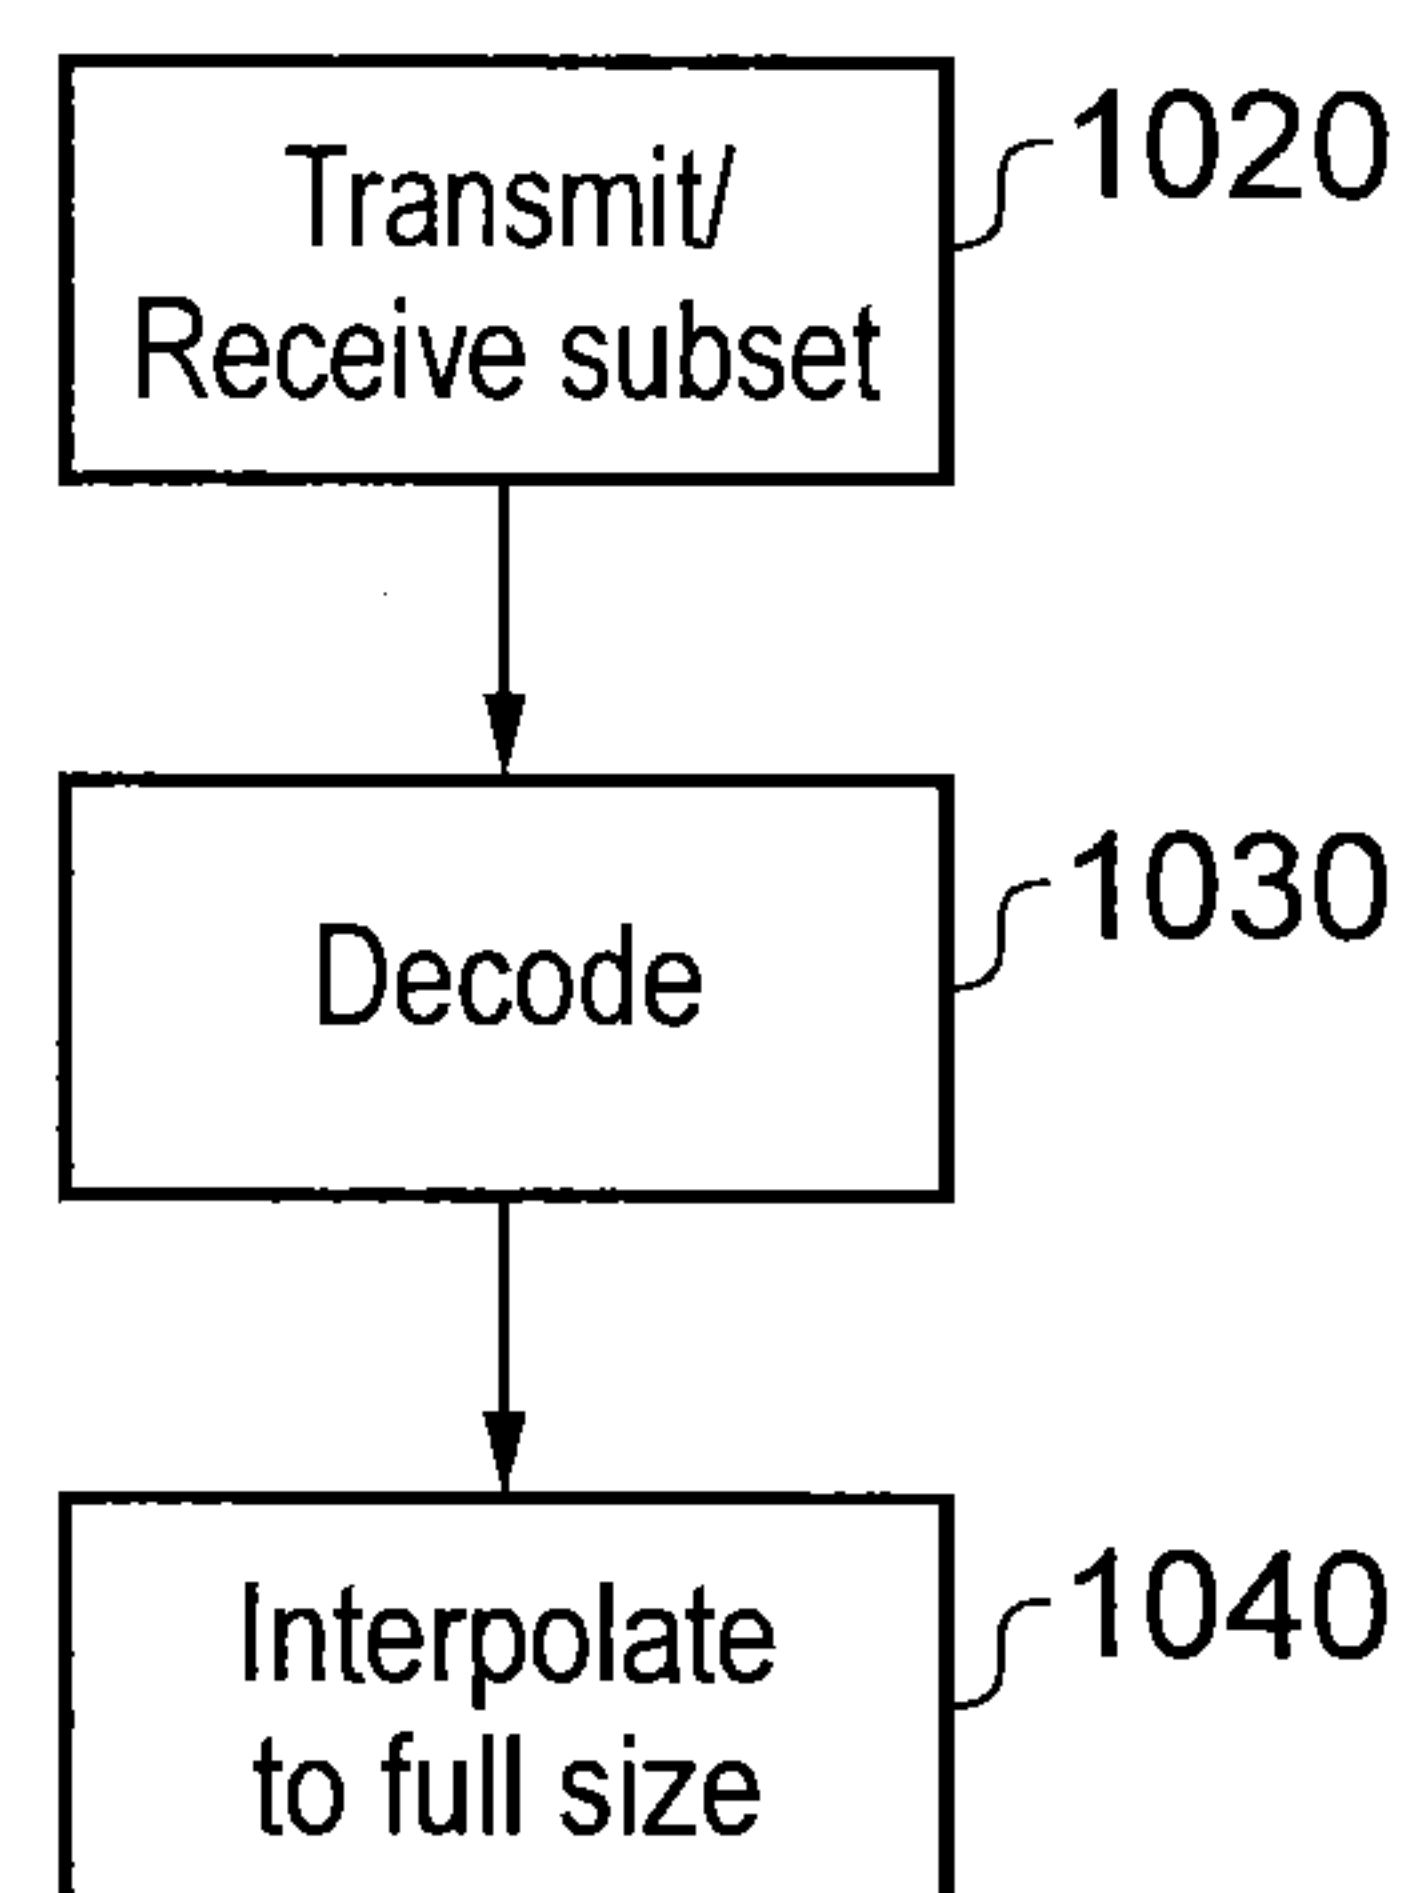 Transmit/
Receive subset
1020
Decode
1030
Interpolate
to full size
1040